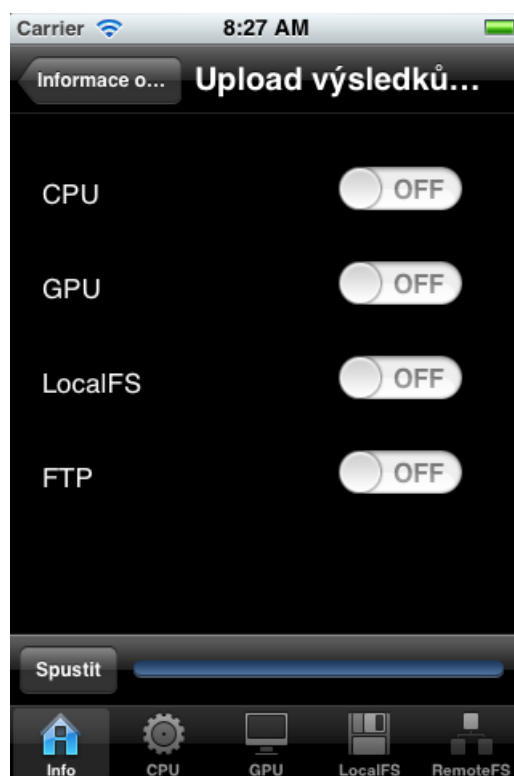 Carrier 8:27 AM
Informace o... Upload výsledků...
CPU OFF
GPU OFF
LocalFS OFF
FTP OFF
Spustit
Info CPU GPU LocalFS RemoteFS